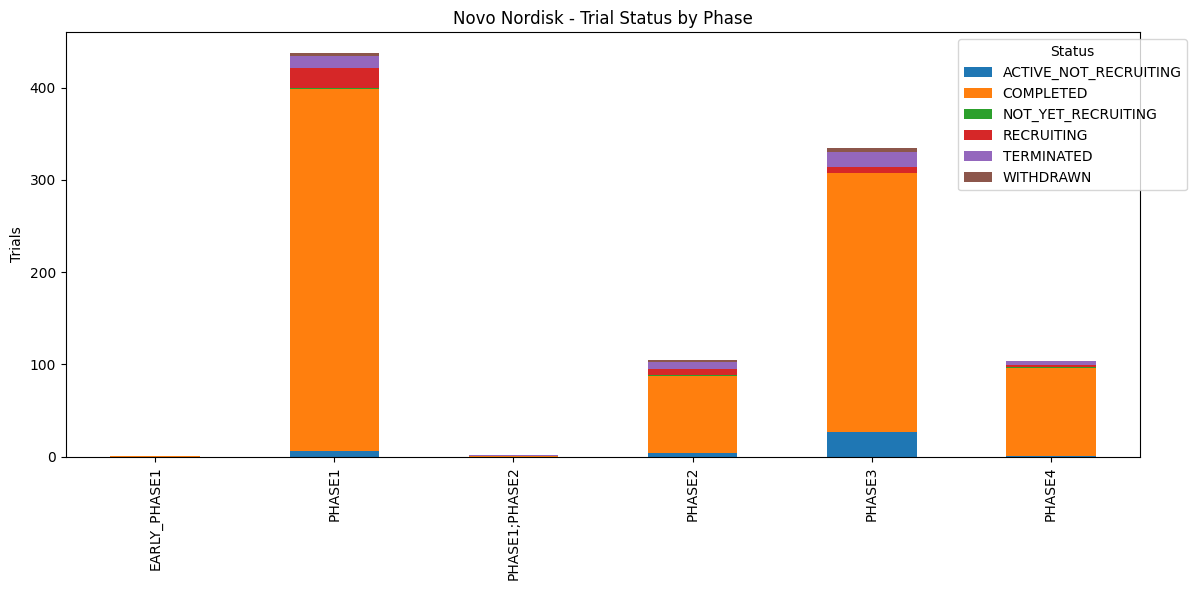 Novo Nordisk - Trial Status by Phase
Status
ACTIVE_NOT_RECRUITING
COMPLETED
NOT_YET_RECRUITING
RECRUITING
TERMINATED
WITHDRAWN
Trials
400
300
200
100
0
EARLY_PHASE1
PHASE1
PHASE1;PHASE2
PHASE2
PHASE3
PHASE4